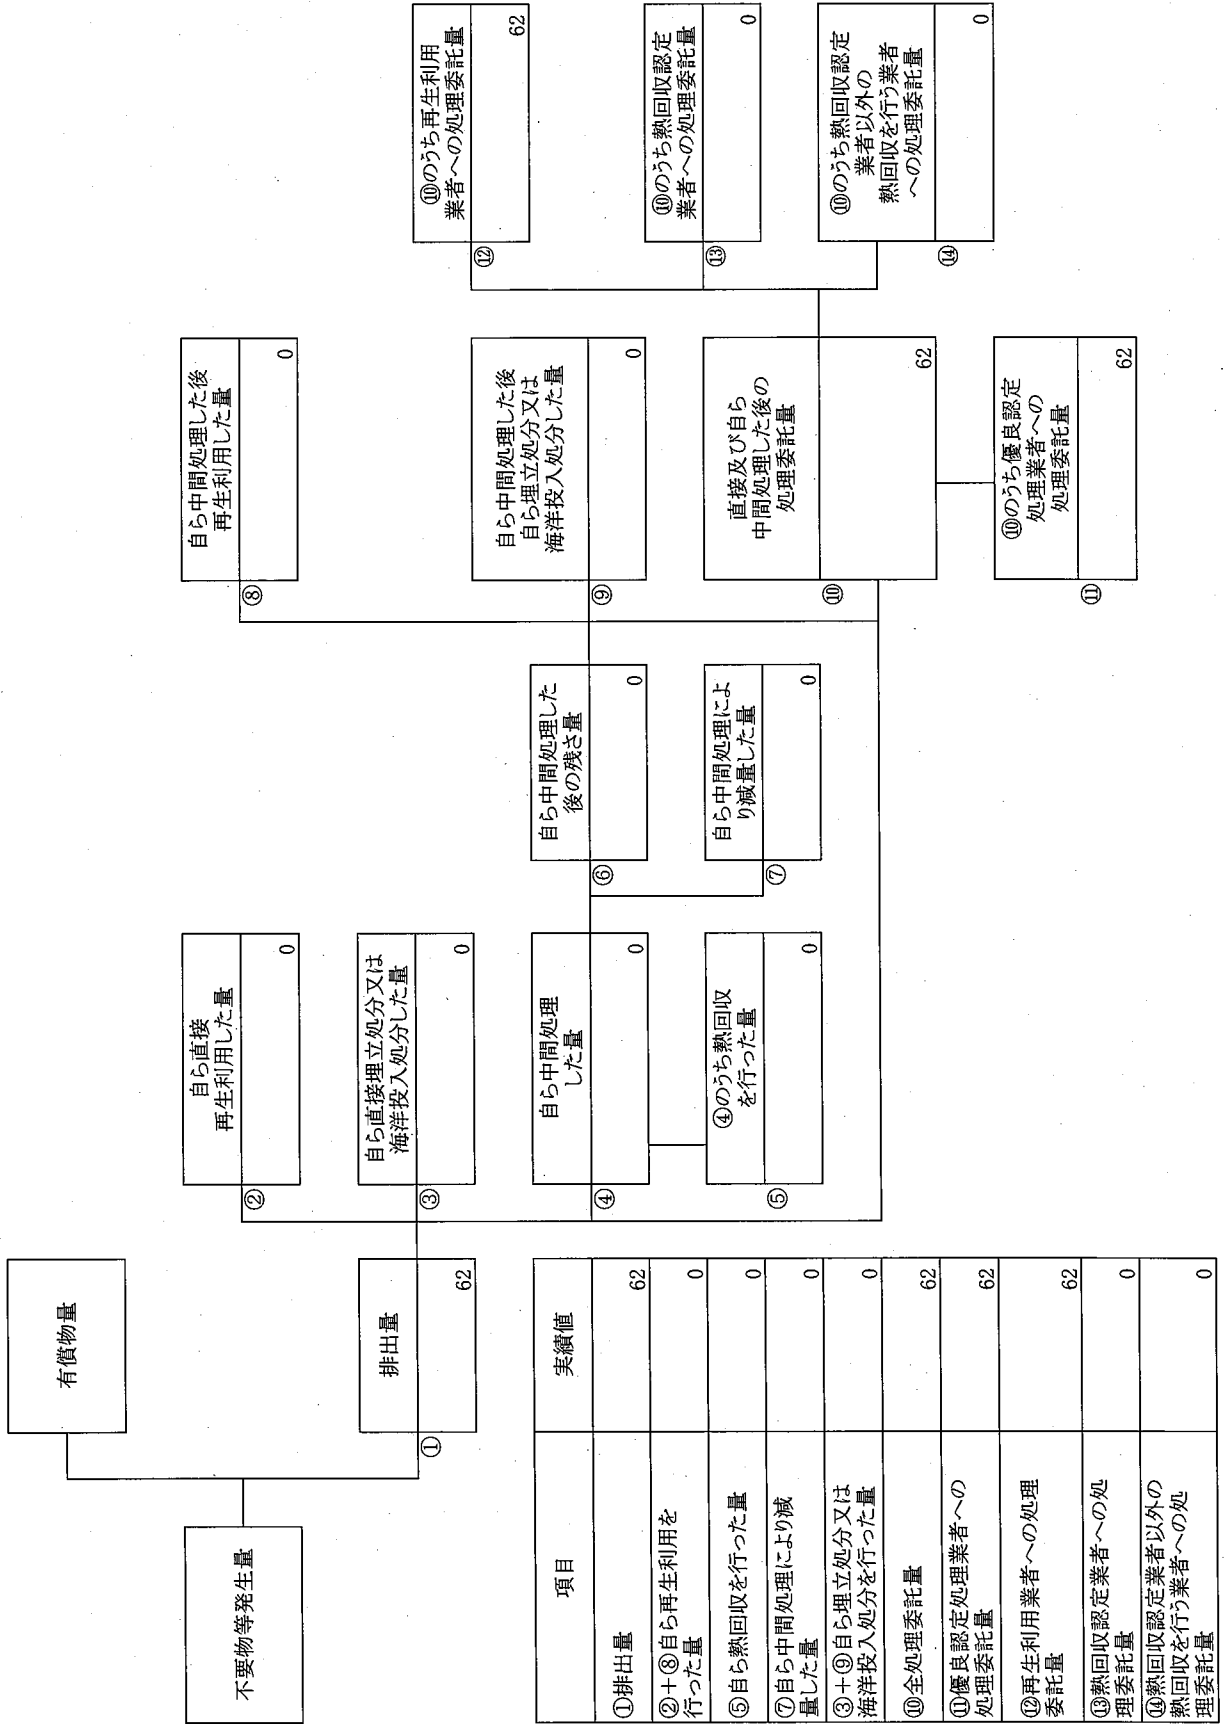 不要物等発生量
有償物量
排出量
①
62
自ら直接
再生利用した量
②
0
自ら直接埋立処分又は
海洋投入処分した量
③
0
自ら中間処理
した量
④
0
④のうち熱回収
を行った量
⑤
0
自ら中間処理した
後の残さ量
⑥
0
自ら中間処理によ
り減量した量
⑦
0
自ら中間処理した後
再生利用した量
⑧
0
自ら中間処理した後
自ら埋立処分又は
海洋投入処分した量
⑨
0
直接及び自ら
中間処理した後の
処理委託量
⑩
62
⑩のうち優良認定
処理業者への
処理委託量
⑪
62
⑩のうち再生利用
業者への処理委託量
⑫
62
⑩のうち熱回収認定
業者への処理委託量
⑬
0
⑩のうち熱回収認定
業者以外の
熱回収を行う業者
への処理委託量
⑭
0
項目 実績値
①排出量 62
②+⑧自ら再生利用を
行った量 0
⑤自ら熱回収を行った量 0
⑦自ら中間処理により減
量した量 0
③+⑨自ら埋立処分又は
海洋投入処分を行った量 0
⑩全処理委託量 62
⑪優良認定処理業者への
処理委託量 62
⑫再生利用業者への処理
委託量 62
⑬熱回収認定業者への処
理委託量 0
⑭熱回収認定業者以外の
熱回収を行う業者への処
理委託量 0